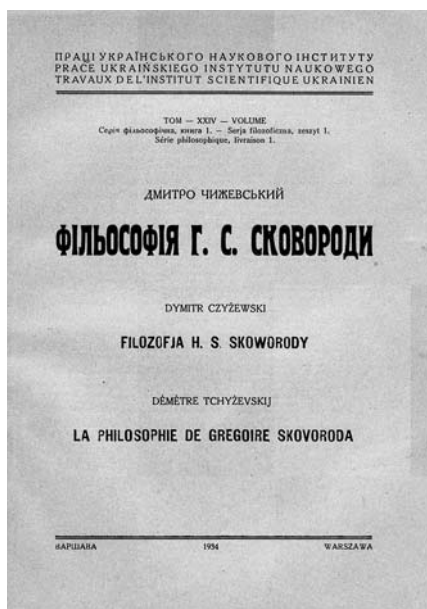 ПРАЦІ УКРАЇНСЬКОГО НАУКОВОГО ІНСТИТУТУ
PRACE UKRAIŃSKIEGO INSTYTUTU NAUKOWEGO
TRAVAUX DE L'INSTITUT SCIENTIFIQUE UKRAINIEN
TOM — XXIV — VOLUME
Серія фільософічна, книга 1. — Serja filozoficzna, zeszyt 1.
Série philosophique, livraison 1.
ДМИТРО ЧИЖЕВСЬКИЙ
ФІЛЬОСОФІЯ Г. С. СКОВОРОДИ
DYMITR CZYŻEWSKI
FILOZOFJA H. S. SKOWORODY
DÉMÈTRE TCHYŽEVSKIJ
LA PHILOSOPHIE DE GREGOIRE SKOVORODA
ВАРШАВА 1934 WARSZAWA